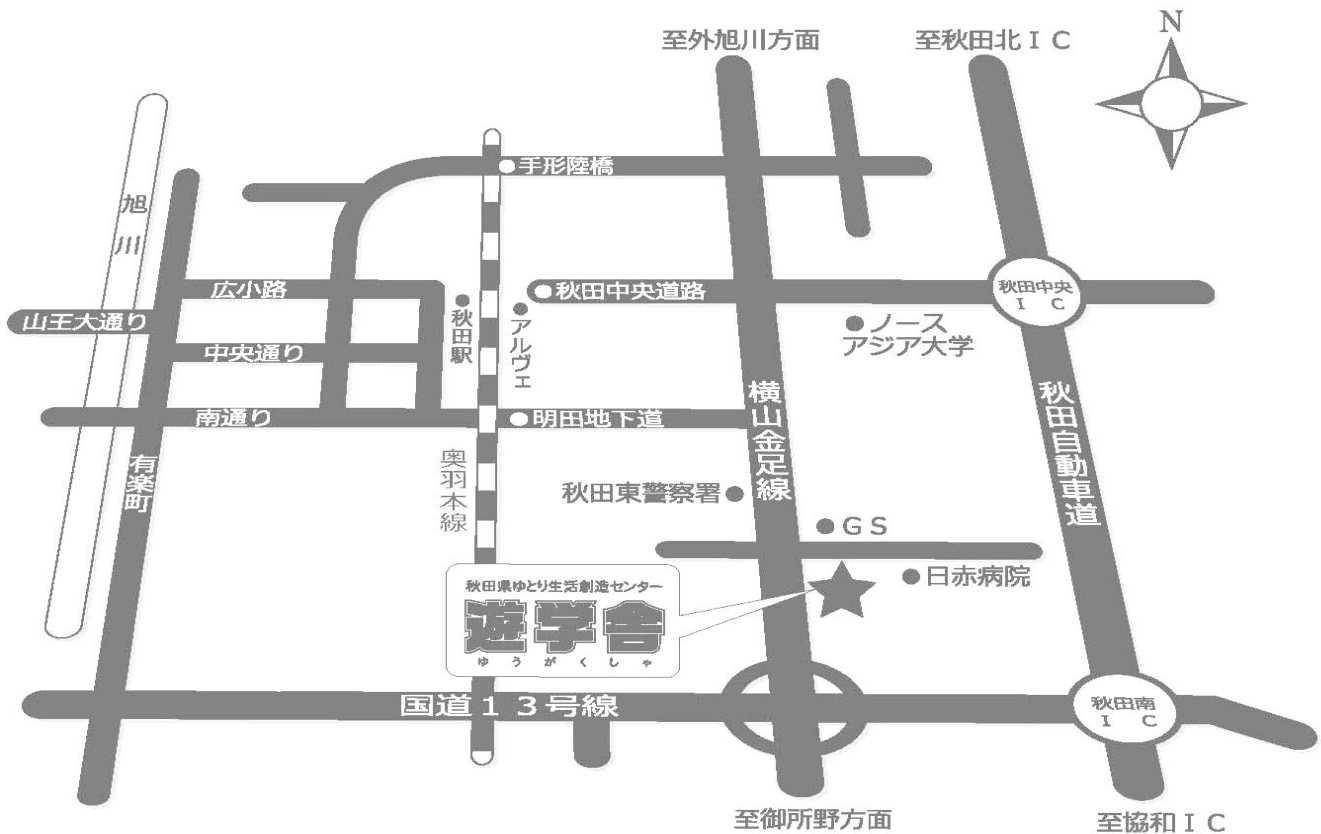 N
至外旭川方面
至秋田北IC
手形陸橋
旭川
広小路
秋田中央道路
秋田中央
IC
山王大通り
秋田駅
アルヴェ
ノース
アジア大学
中央通り
横山金足線
秋田自動車道
南通り
明田地下道
有楽町
奥羽本線
秋田東警察署
GS
日赤病院
秋田県ゆとり生活創造センター
遊学舎
ゆうがくしゃ
国道13号線
秋田南
IC
至御所野方面
至協和IC